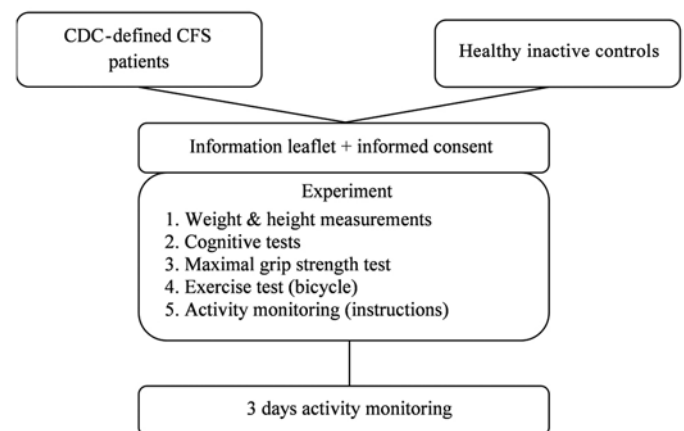 CDC-defined CFS
patients
Healthy inactive controls
Information leaflet + informed consent
Experiment
1. Weight & height measurements
2. Cognitive tests
3. Maximal grip strength test
4. Exercise test (bicycle)
5. Activity monitoring (instructions)
3 days activity monitoring